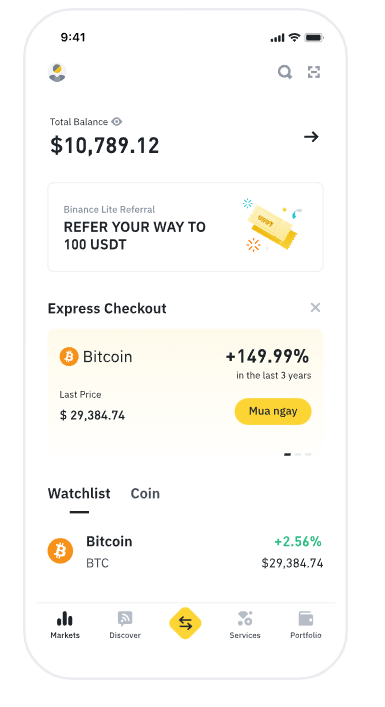 9:41
Total Balance
$10,789.12
Binance Lite Referral
REFER YOUR WAY TO
100 USDT
USDT
Express Checkout
Bitcoin
+149.99%
in the last 3 years
Last Price
$ 29,384.74
Mua ngay
Watchlist Coin
Bitcoin +2.56%
BTC $29,384.74
Markets Discover Services Portfolio